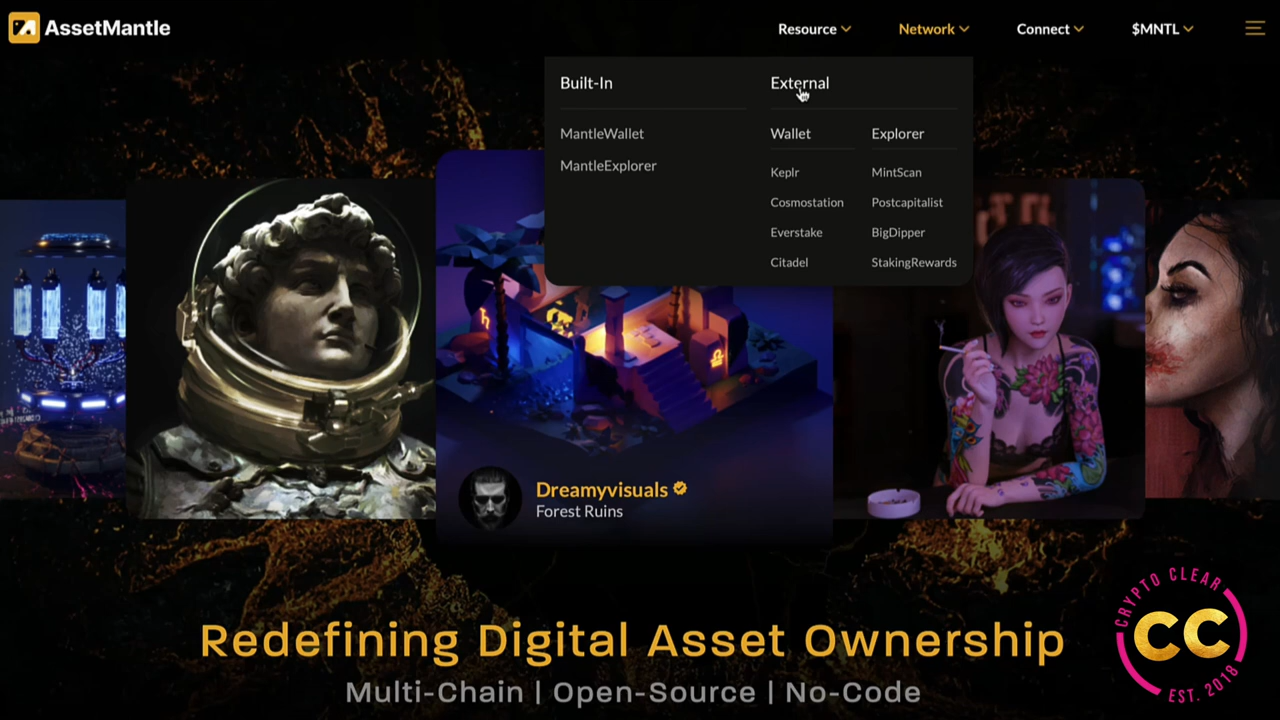 AssetMantle
Resource
Network
Connect
$MNTL
Built-In
MantleWallet
MantleExplorer
External
Wallet
Keplr
Cosmostation
Everstake
Citadel
Explorer
MintScan
Postcapitalist
BigDipper
StakingRewards
Dreamyvisuals
Forest Ruins
Redefining Digital Asset Ownership
Multi-Chain | Open-Source | No-Code
CRYPTO CLEAR
CC
EST. 2018